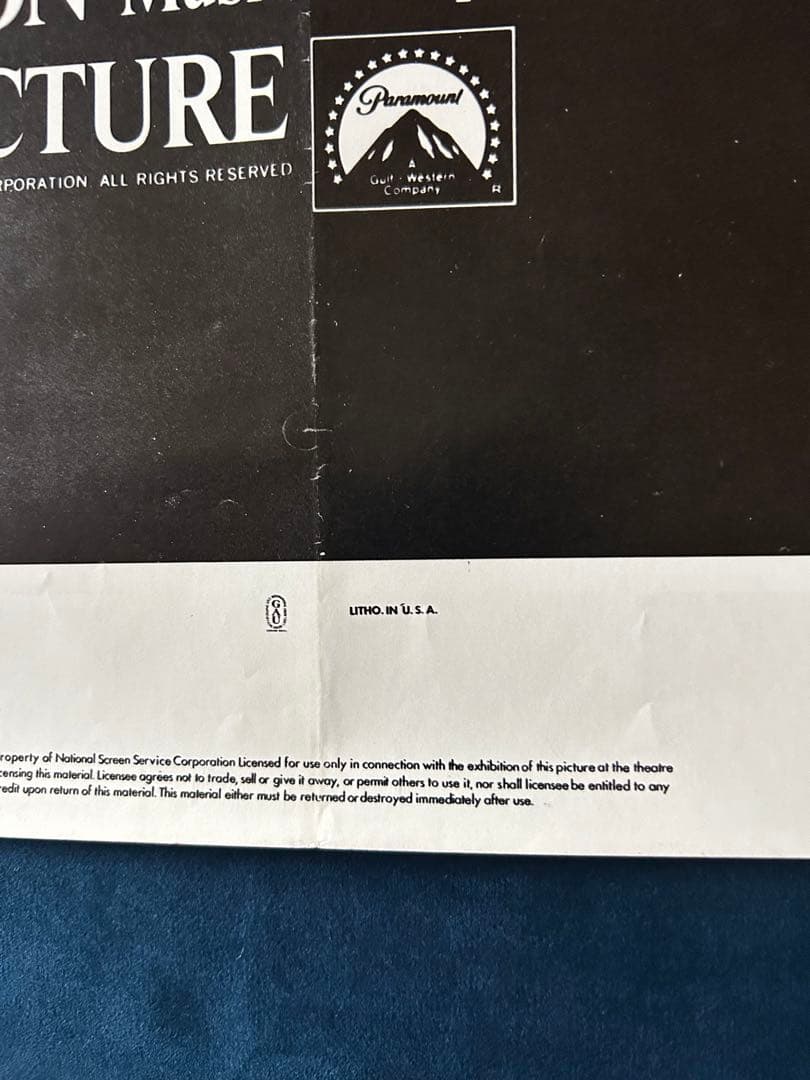 CTURE
RPORATION ALL RIGHTS RESERVED
Paramount
A
Gulf + Western
Company
R
GAU
LITHO. IN U. S. A.
roperty of National Screen Service Corporation Licensed for use only in connection with the exhibition of this picture at the theatre
censing this material. Licensee agrees not to trade, sell or give it away, or permit others to use it, nor shall licensee be entitled to any
redit upon return of this material. This material either must be returned or destroyed immediately after use.